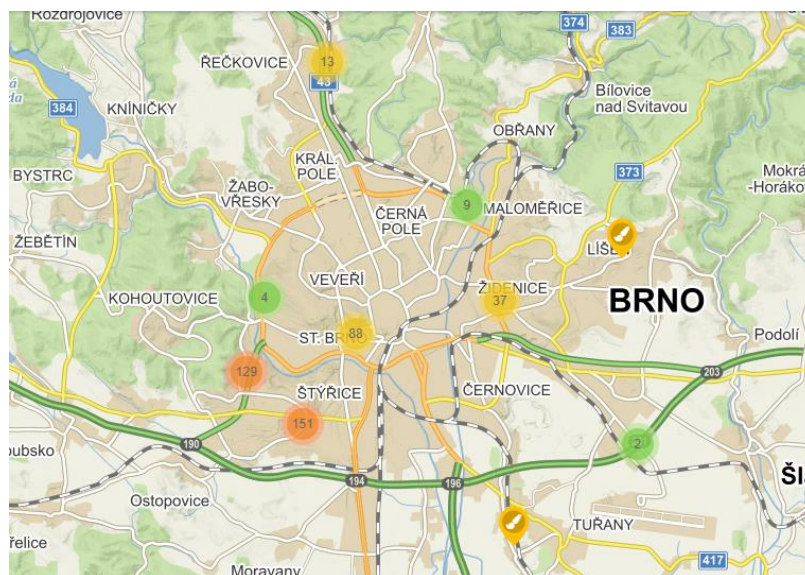 Rozdrojovice
ŘEČKOVICE
13
43
374
383
KNÍNIČKY
384
Bílovice
nad Svitavou
OBŘANY
KRÁL.
POLE
373
BYSTRC
ŽABO-
VŘESKY
Mokrá
-Horáko
9
ČERNÁ
POLE
MALOMĚŘICE
ŽEBĚTÍN
LÍŠEŇ
VEVEŘÍ
ŽIDENICE
KOHOUTOVICE
4
37
BRNO
ST. BRNO
88
Podolí
129
203
ŠTÝŘICE
ČERNOVICE
151
190
2
oubsko
194
196
Ostopovice
TUŘANY
řelice
Moravany
417